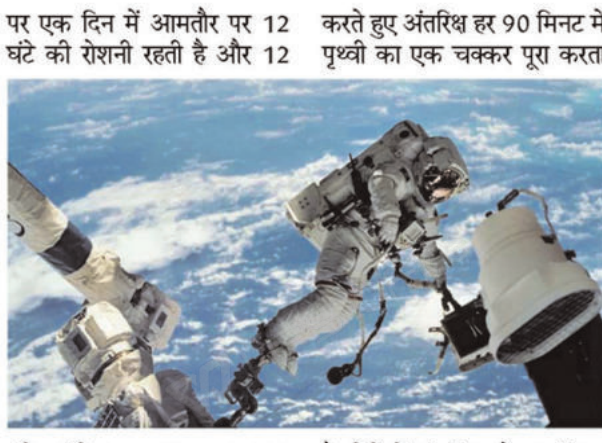 पर एक दिन में आमतौर पर 12
घंटे की रोशनी रहती है और 12
करते हुए अंतरिक्ष हर 90 मिनट में
पृथ्वी का एक चक्कर पूरा करता